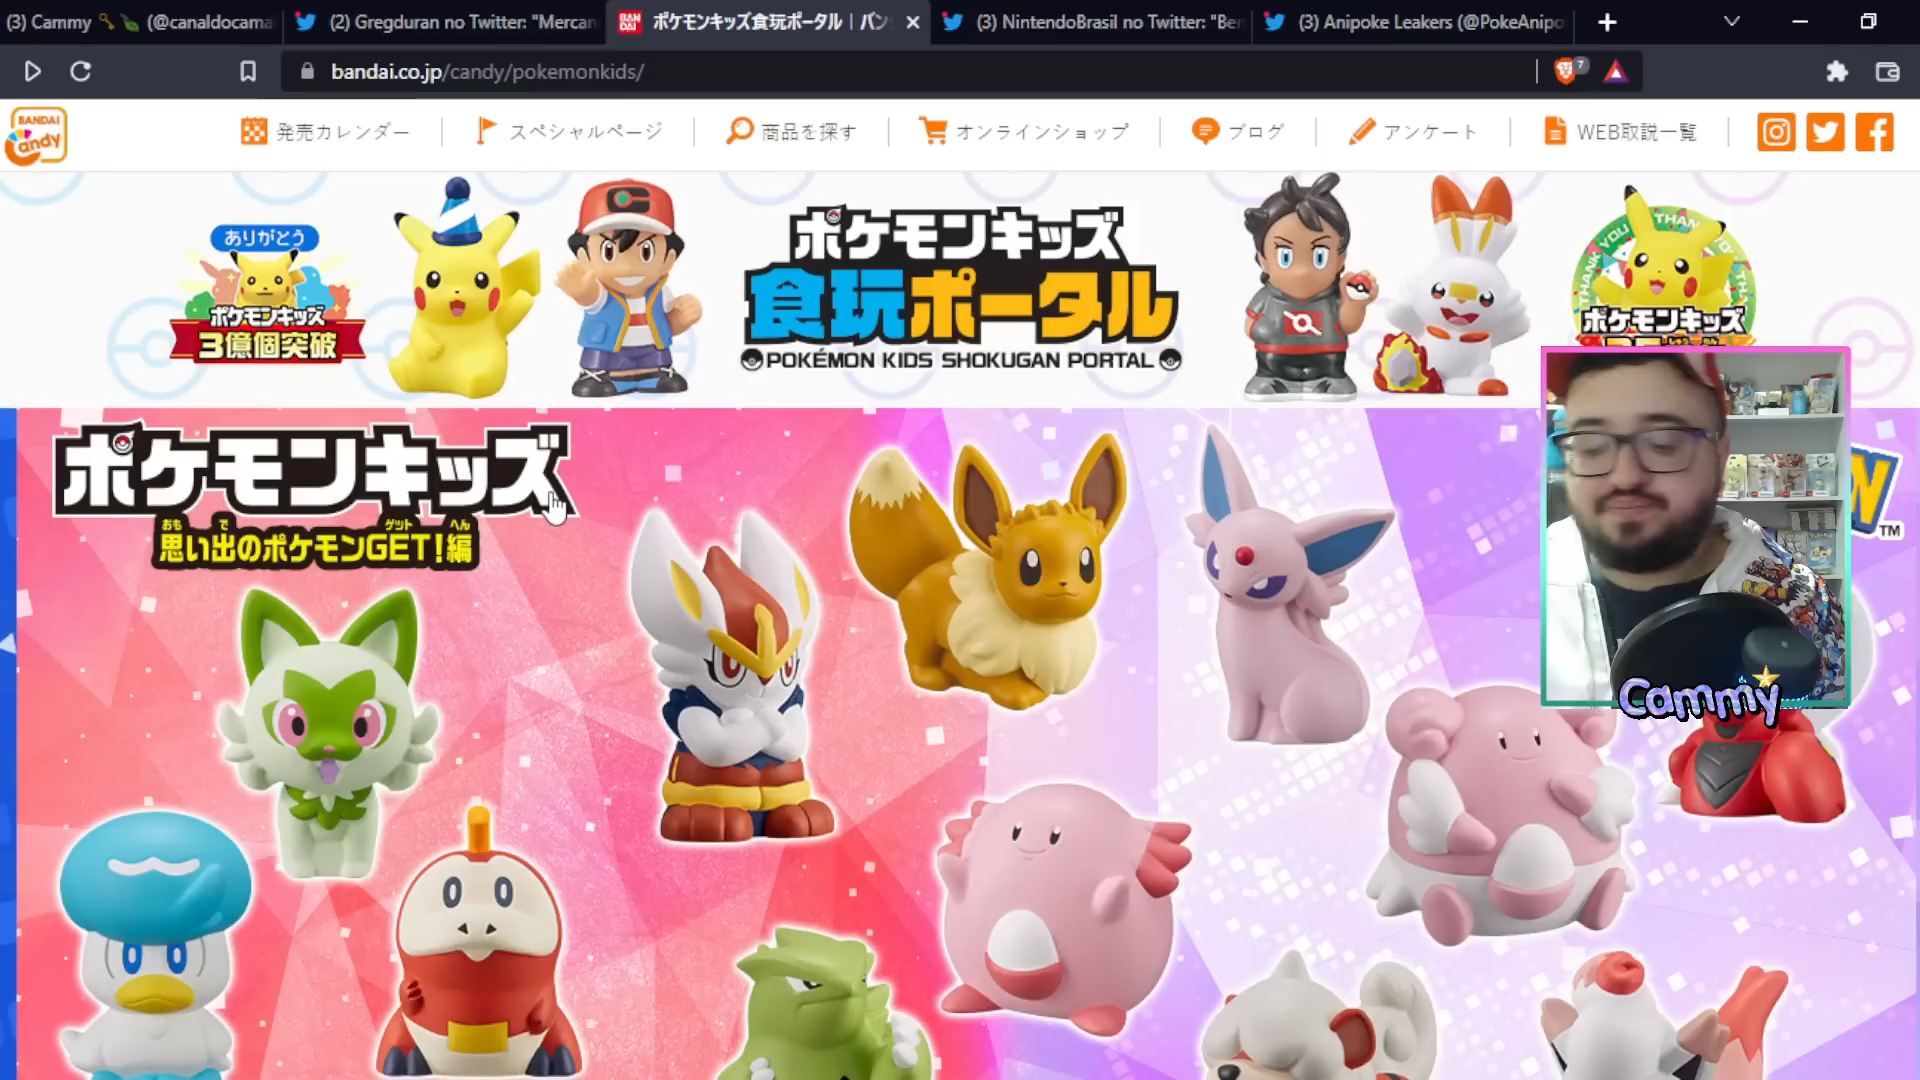 (3) Cammy (@canaldocama
(2) Gregduran no Twitter: "Mercan
BAN DAI
ポケモンキッズ食玩ポータル | バン
(3) NintendoBrasil no Twitter: "Ben
(3) Anipoke Leakers (@PokeAnipo
bandai.co.jp/candy/pokemonkids/
7
BANDAI
Candy
発売カレンダー
スペシャルページ
商品を探す
オンラインショップ
ブログ
アンケート
WEB取説一覧
ありがとう
ポケモンキッズ
3億個突破
ポケモンキッズ
食玩ポータル
POKÉMON KIDS SHOKUGAN PORTAL
THANK YOU
ポケモンキッズ
ポケモンキッズ
思い出のポケモンGET!編
おも で ゲット へん
N
TM
Cammy